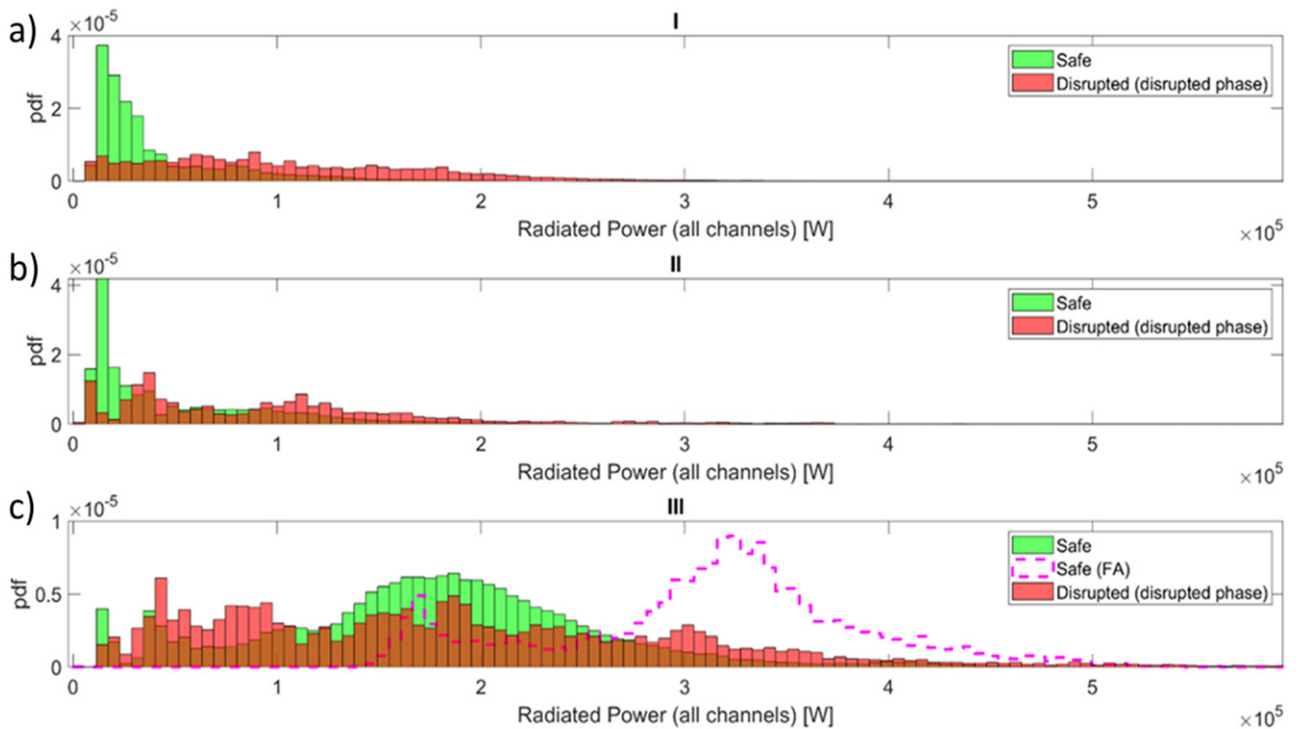 a)
I
×10⁻⁵
4
2
0
pdf
Safe
Disrupted (disrupted phase)
0 1 2 3 4 5
Radiated Power (all channels) [W]
×10⁵
b)
II
×10⁻⁵
4
2
0
pdf
Safe
Disrupted (disrupted phase)
0 1 2 3 4 5
Radiated Power (all channels) [W]
×10⁵
c)
III
×10⁻⁵
1
0.5
0
pdf
Safe
Safe (FA)
Disrupted (disrupted phase)
0 1 2 3 4 5
Radiated Power (all channels) [W]
×10⁵